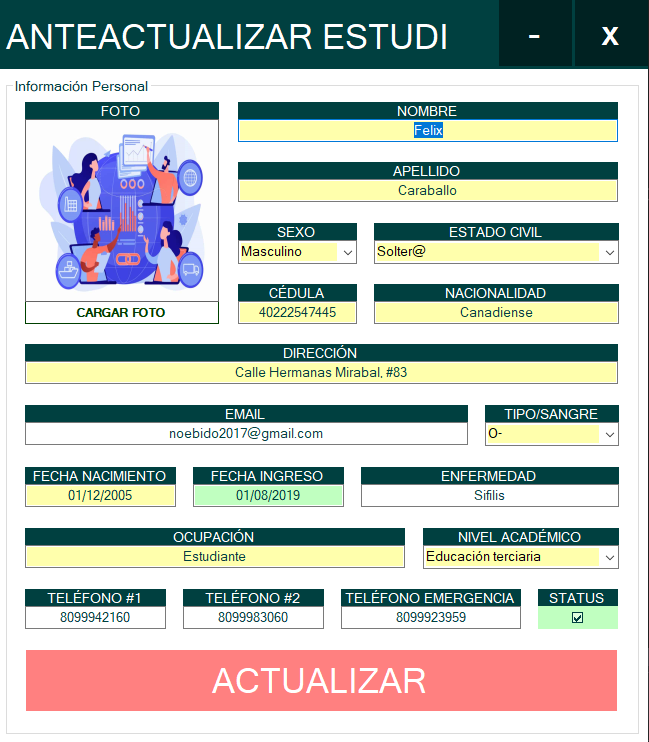 ANTEACTUALIZAR ESTUDI - X
Información Personal
FOTO
CARGAR FOTO
NOMBRE
Felix
APELLIDO
Caraballo
SEXO
Masculino
ESTADO CIVIL
Solter@
CÉDULA
40222547445
NACIONALIDAD
Canadiense
DIRECCIÓN
Calle Hermanas Mirabal, #83
EMAIL
noebido2017@gmail.com
TIPO/SANGRE
O-
FECHA NACIMIENTO
01/12/2005
FECHA INGRESO
01/08/2019
ENFERMEDAD
Sifilis
OCUPACIÓN
Estudiante
NIVEL ACADÉMICO
Educación terciaria
TELÉFONO #1
8099942160
TELÉFONO #2
8099983060
TELÉFONO EMERGENCIA
8099923959
STATUS
ACTUALIZAR